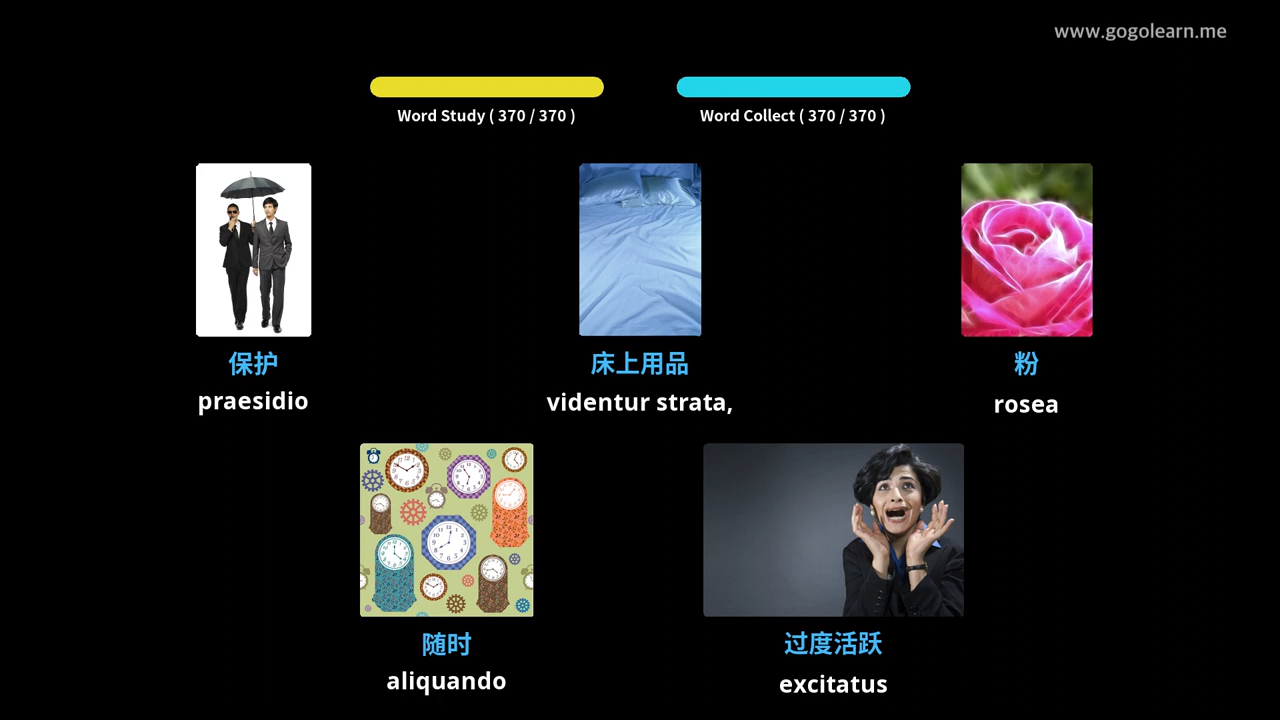 www.gogolearn.me
Word Study ( 370 / 370 )
Word Collect ( 370 / 370 )
保护
praesidio
床上用品
videntur strata,
粉
rosea
随时
aliquando
过度活跃
excitatus